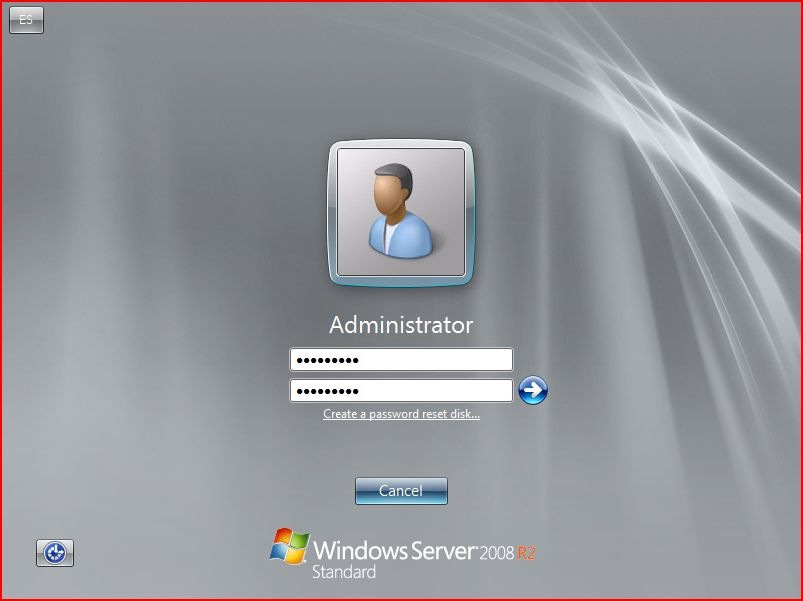 ES
Administrator
●●●●●●●●●
●●●●●●●●●
Create a password reset disk...
Cancel
Windows Server 2008 R2
Standard